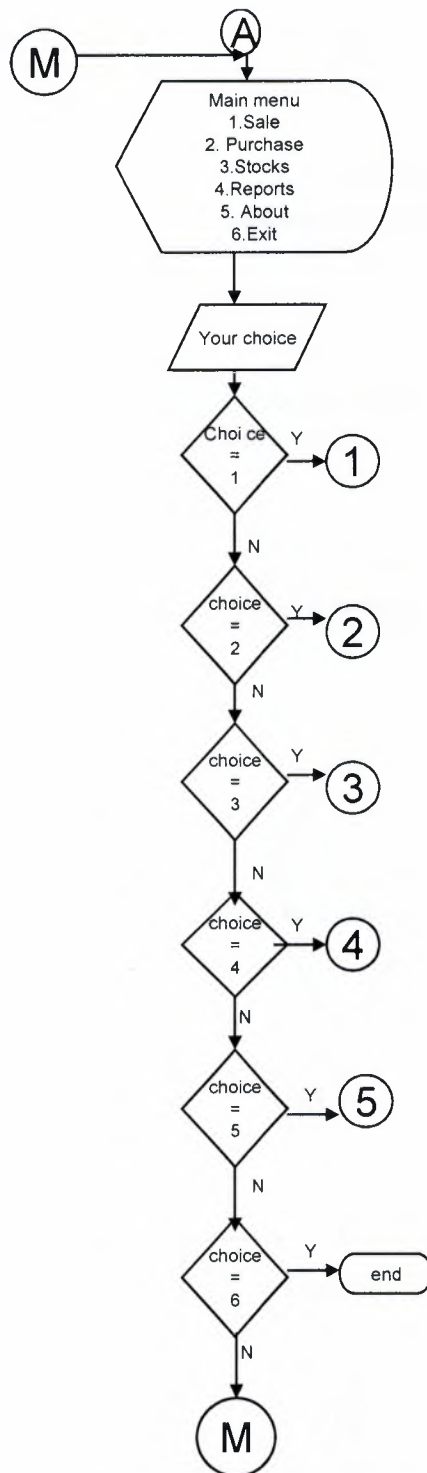 A
M
Main menu
1.Sale
2. Purchase
3.Stocks
4.Reports
5. About
6.Exit
Your choice
Choi ce
=
1
Y
1
N
choice
=
2
Y
2
N
choice
=
3
Y
3
N
choice
=
4
Y
4
N
choice
=
5
Y
5
N
choice
=
6
Y
end
N
M